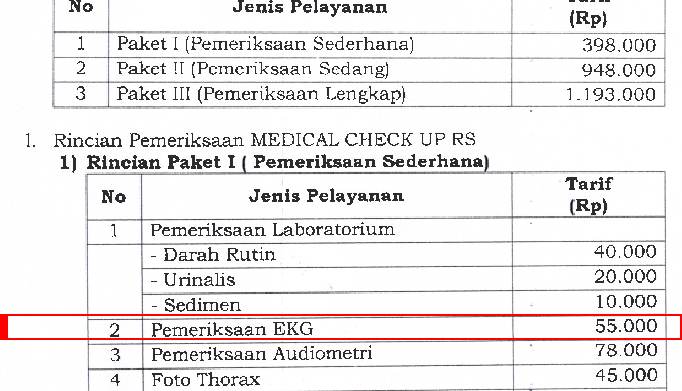 No Jenis Pelayanan Tarif
(Rp)
1 Paket I (Pemeriksaan Sederhana) 398.000
2 Paket II (Pemeriksaan Sedang) 948.000
3 Paket III (Pemeriksaan Lengkap) 1.193.000
1. Rincian Pemeriksaan MEDICAL CHECK UP RS
1) Rincian Paket I ( Pemeriksaan Sederhana)
No Jenis Pelayanan Tarif
(Rp)
1 Pemeriksaan Laboratorium
- Darah Rutin 40.000
- Urinalis 20.000
- Sedimen 10.000
2 Pemeriksaan EKG 55.000
3 Pemeriksaan Audiometri 78.000
4 Foto Thorax 45.000